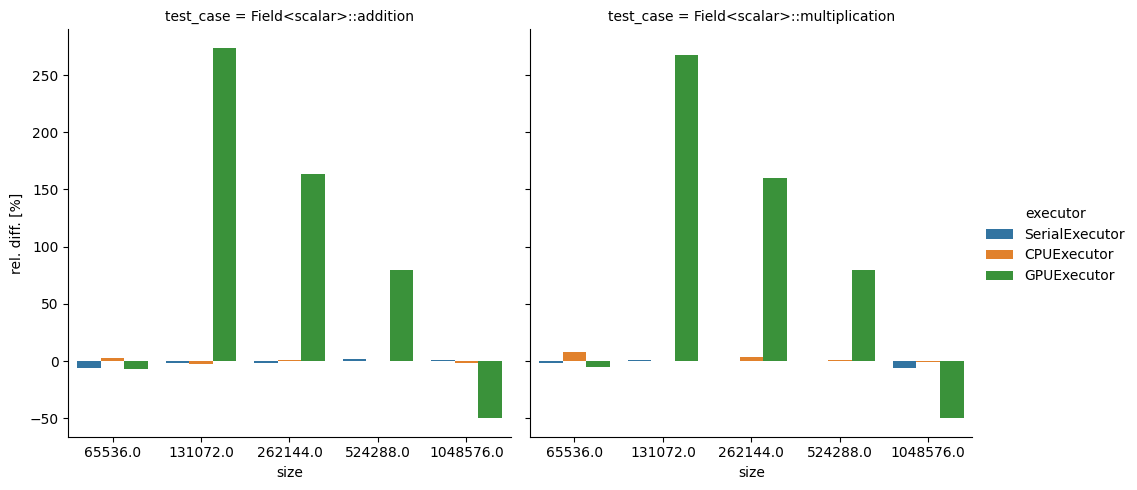 test_case = Field<scalar>::addition
test_case = Field<scalar>::multiplication
rel. diff. [%]
250
200
150
100
50
0
−50
65536.0 131072.0 262144.0 524288.0 1048576.0
size
65536.0 131072.0 262144.0 524288.0 1048576.0
size
executor
SerialExecutor
CPUExecutor
GPUExecutor